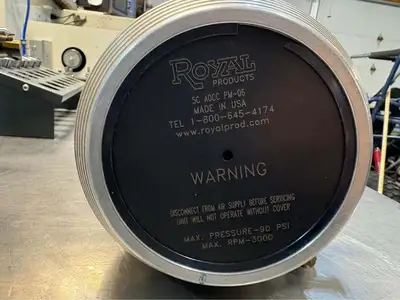 ROYAL
PRODUCTS
5C AOCC PM-06
MADE IN USA
TEL 1-800-645-4174
www.royalprod.com
WARNING
DISCONNECT FROM AIR SUPPLY BEFORE SERVICING
UNIT WILL NOT OPERATE WITHOUT COVER
MAX. PRESSURE-90 PSI
MAX. RPM-3000